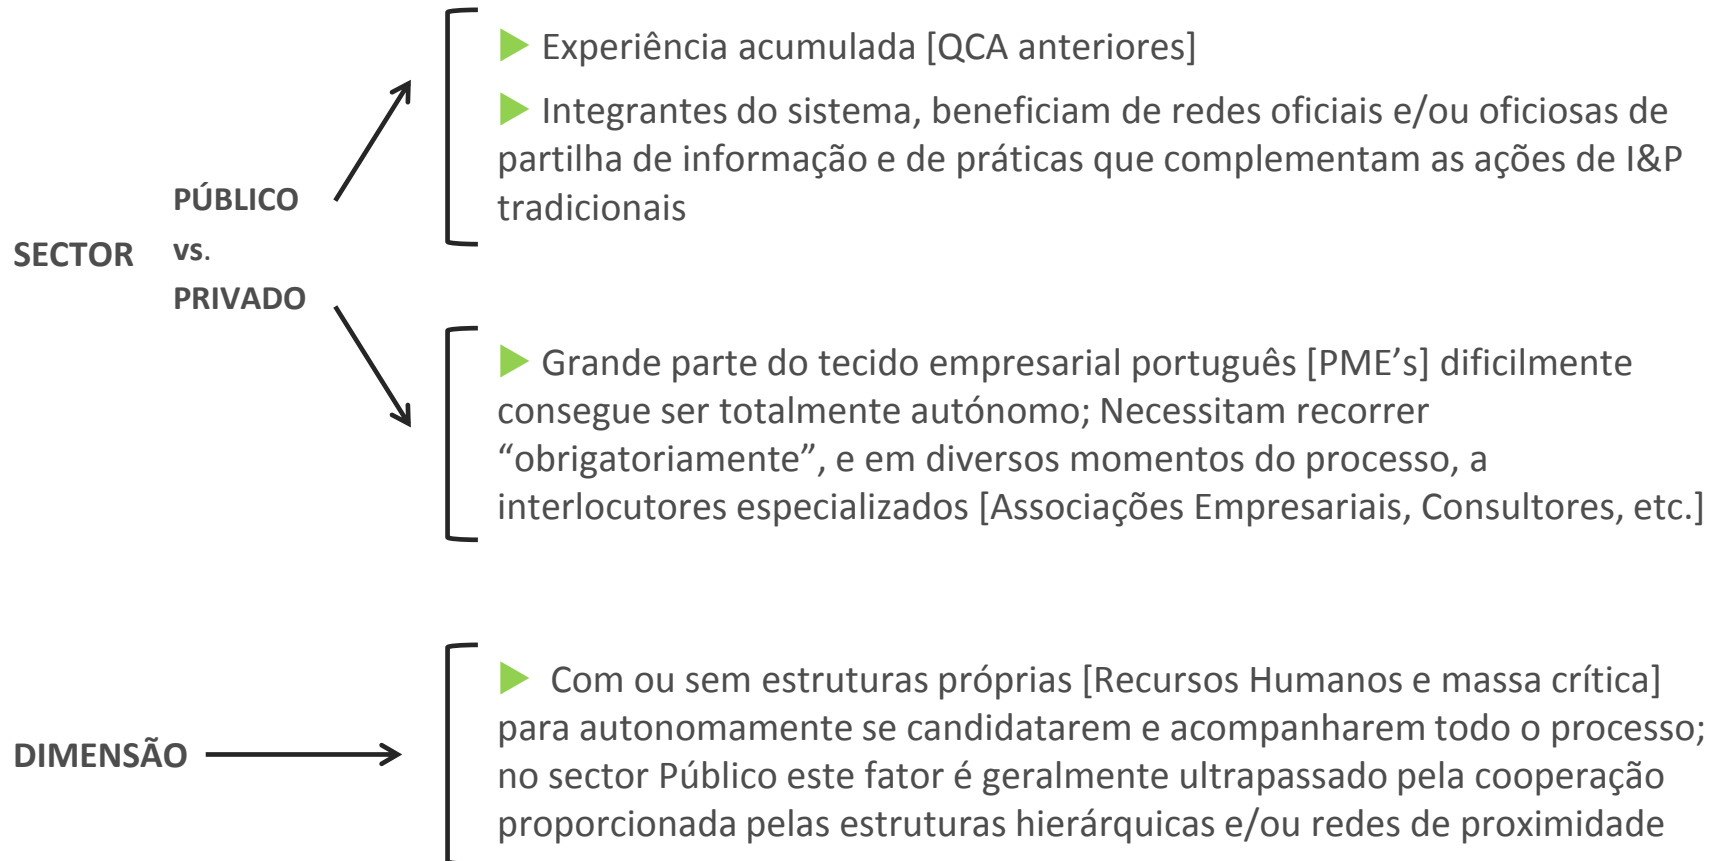 Experiência acumulada [QCA anteriores]
Integrantes do sistema, beneficiam de redes oficiais e/ou oficiosas de
partilha de informação e de práticas que complementam as ações de I&P
tradicionais
SECTOR
PÚBLICO
vs.
PRIVADO
Grande parte do tecido empresarial português [PME’s] dificilmente
consegue ser totalmente autónomo; Necessitam recorrer
“obrigatoriamente”, e em diversos momentos do processo, a
interlocutores especializados [Associações Empresariais, Consultores, etc.]
DIMENSÃO
Com ou sem estruturas próprias [Recursos Humanos e massa crítica]
para autonomamente se candidatarem e acompanharem todo o processo;
no sector Público este fator é geralmente ultrapassado pela cooperação
proporcionada pelas estruturas hierárquicas e/ou redes de proximidade